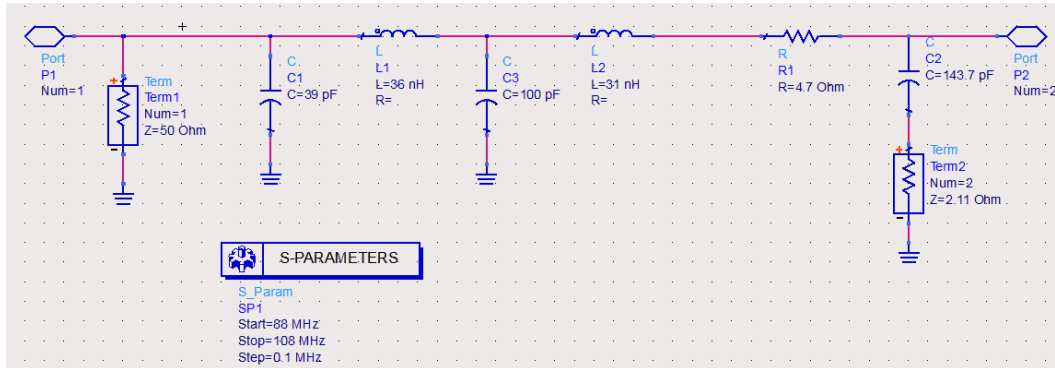 Port
P1
Num=1
+
Term
Term1
Num=1
Z=50 Ohm
-
C
C1
C=39 pF
L
L1
L=36 nH
R=
C
C3
C=100 pF
L
L2
L=31 nH
R=
R
R1
R=4.7 Ohm
C
C2
C=143.7 pF
Port
P2
Num=2
+
Term
Term2
Num=2
Z=2.11 Ohm
-
S-PARAMETERS
S_Param
SP1
Start=88 MHz
Stop=108 MHz
Step=0.1 MHz